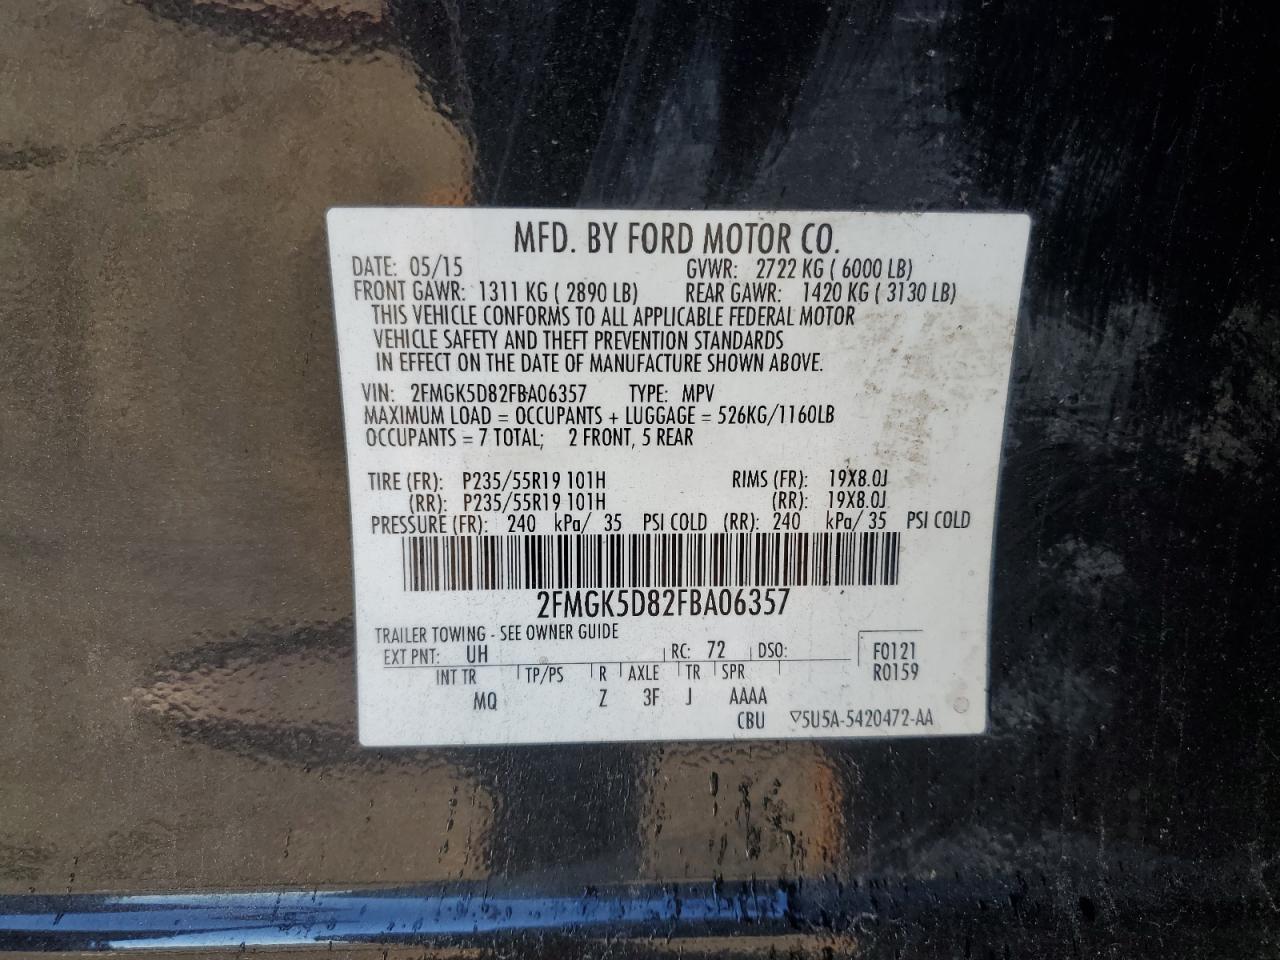 MFD. BY FORD MOTOR CO.
DATE: 05/15 GVWR: 2722 KG ( 6000 LB)
FRONT GAWR: 1311 KG ( 2890 LB) REAR GAWR: 1420 KG ( 3130 LB)
THIS VEHICLE CONFORMS TO ALL APPLICABLE FEDERAL MOTOR
VEHICLE SAFETY AND THEFT PREVENTION STANDARDS
IN EFFECT ON THE DATE OF MANUFACTURE SHOWN ABOVE.
VIN: 2FMGK5D82FBA06357 TYPE: MPV
MAXIMUM LOAD = OCCUPANTS + LUGGAGE = 526KG/1160LB
OCCUPANTS = 7 TOTAL; 2 FRONT, 5 REAR
TIRE (FR): P235/55R19 101H RIMS (FR): 19X8.0J
(RR): P235/55R19 101H (RR): 19X8.0J
PRESSURE (FR): 240 kPa/ 35 PSI COLD (RR): 240 kPa/ 35 PSI COLD
2FMGK5D82FBA06357
TRAILER TOWING - SEE OWNER GUIDE
EXT PNT: UH RC: 72 DSO: F0121
INT TR TP/PS R AXLE TR SPR R0159
MQ Z 3F J AAAA
CBU ▽5U5A-5420472-AA